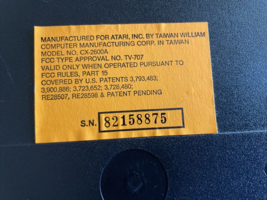 MANUFACTURED FOR ATARI, INC. BY TAIWAN WILLIAM
COMPUTER MANUFACTURING CORP. IN TAIWAN
MODEL NO. CX-2600A
FCC TYPE APPROVAL NO. TV-707
VALID ONLY WHEN OPERATED PURSUANT TO
FCC RULES, PART 15
COVERED BY U.S. PATENTS 3,793,483;
3,900,886; 3,723,652; 3,728,480;
RE28507, RE28598 & PATENT PENDING
S.N. 82158875